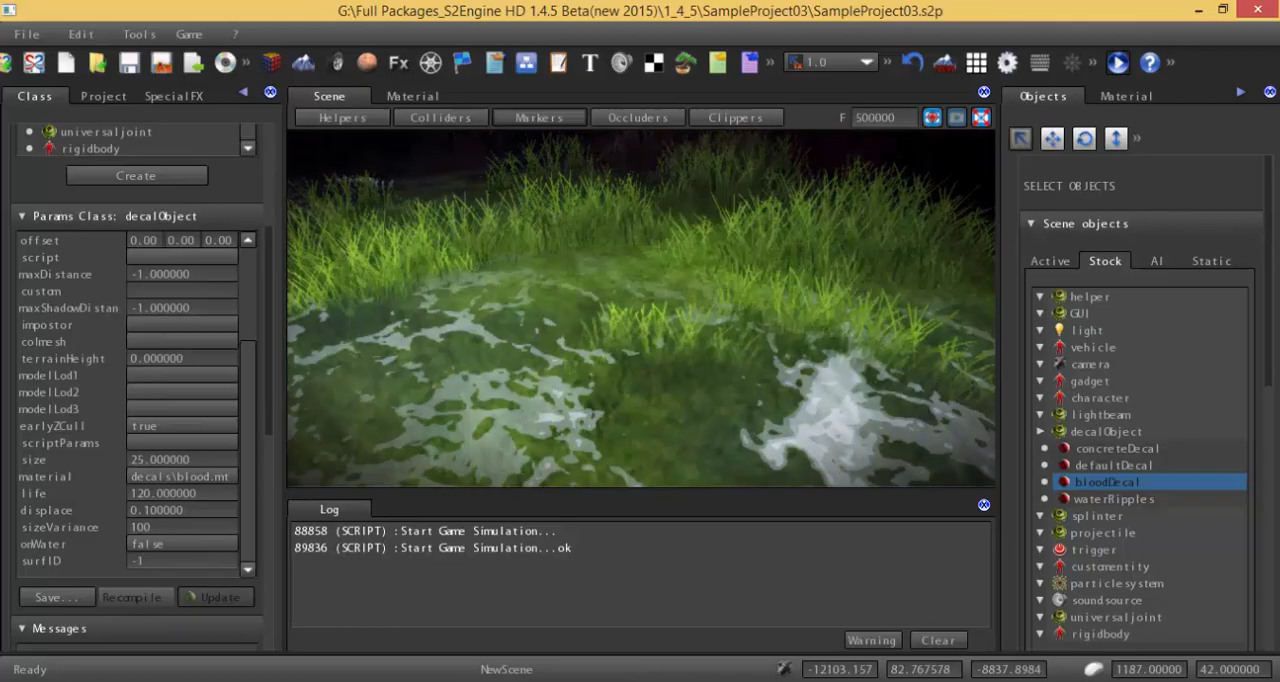 G:\Full Packages_S2Engine HD 1.4.5 Beta(new 2015)\1_4_5\SampleProject03\SampleProject03.s2p
File Edit Tools Game ?
S2 Fx T 1.0
Class Project SpecialFX
universaljoint
rigidbody
Create
Params Class: decalObject
offset 0.00 0.00 0.00
script
maxDistance -1.000000
custom
maxShadowDistan -1.000000
impostor
colmesh
terrainHeight 0.000000
modelLod1
modelLod2
modelLod3
earlyZCull true
scriptParams
size 25.000000
material decals\blood.mt
life 120.000000
displace 0.100000
sizeVariance 100
onWater false
surfID -1
Save... Recompile Update
Messages
Scene Material
Helpers Colliders Markers Occluders Clippers F 500000
Log
88858 (SCRIPT) :Start Game Simulation...
89836 (SCRIPT) :Start Game Simulation...ok
Warning Clear
Objects Material
SELECT OBJECTS
Scene objects
Active Stock AI Static
helper
GUI
light
vehicle
camera
gadget
character
lightbeam
decalObject
concreteDecal
defaultDecal
bloodDecal
waterRipples
splinter
projectile
trigger
customentity
particlesystem
soundsource
universaljoint
rigidbody
Ready NewScene -12103.157 82.767578 -8837.8984 1187.00000 42.000000